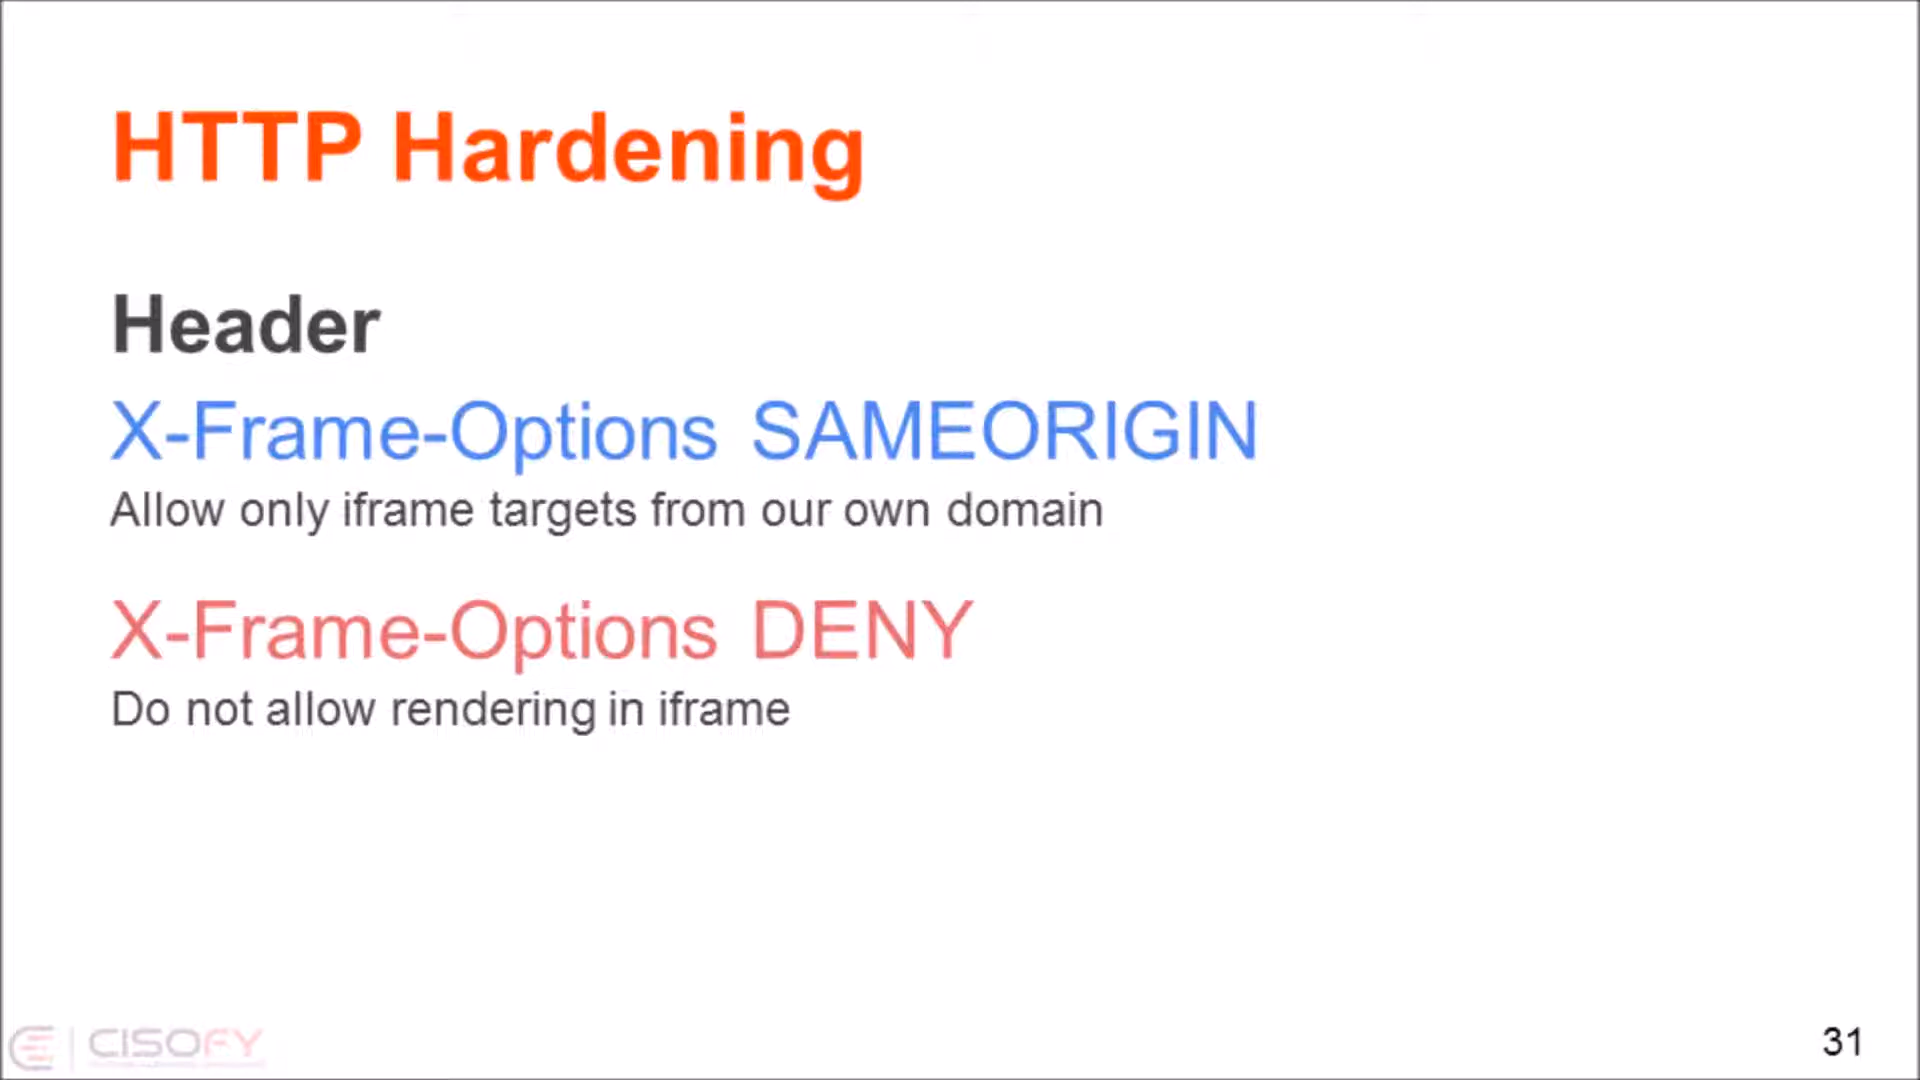 HTTP Hardening
Header
X-Frame-Options SAMEORIGIN
Allow only iframe targets from our own domain
X-Frame-Options DENY
Do not allow rendering in iframe
CISOFY
31